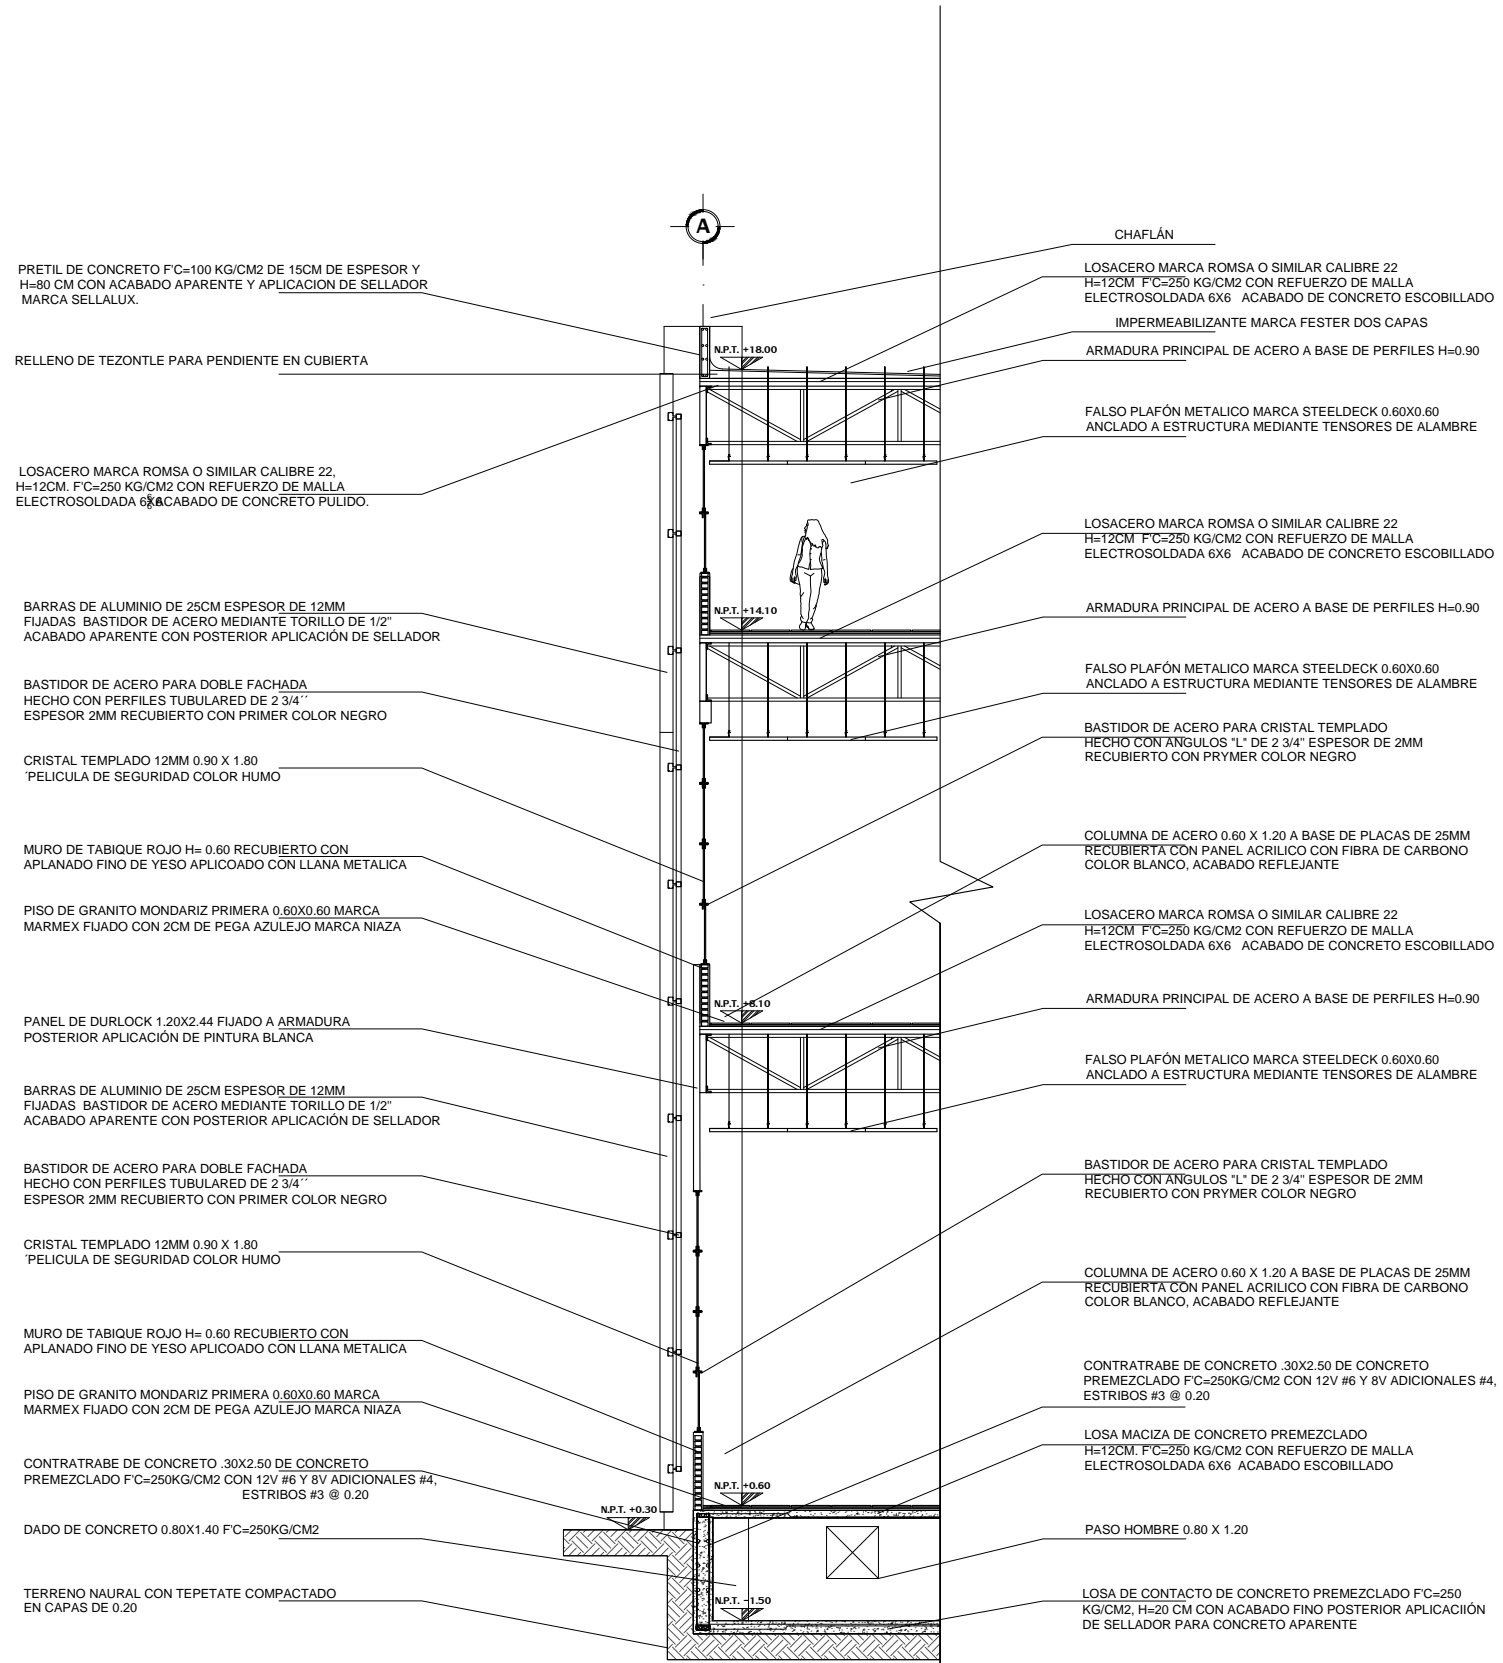 A
PRETIL DE CONCRETO F'C=100 KG/CM2 DE 15CM DE ESPESOR Y
H=80 CM CON ACABADO APARENTE Y APLICACION DE SELLADOR
MARCA SELLALUX.
RELLENO DE TEZONTLE PARA PENDIENTE EN CUBIERTA
LOSACERO MARCA ROMSA O SIMILAR CALIBRE 22,
H=12CM. F'C=250 KG/CM2 CON REFUERZO DE MALLA
ELECTROSOLDADA ACABADO DE CONCRETO PULIDO.
BARRAS DE ALUMINIO DE 25CM ESPESOR DE 12MM
FIJADAS BASTIDOR DE ACERO MEDIANTE TORILLO DE 1/2"
ACABADO APARENTE CON POSTERIOR APLICACIÓN DE SELLADOR
BASTIDOR DE ACERO PARA DOBLE FACHADA
HECHO CON PERFILES TUBULARED DE 2 3/4´´
ESPESOR 2MM RECUBIERTO CON PRIMER COLOR NEGRO
CRISTAL TEMPLADO 12MM 0.90 X 1.80
´PELICULA DE SEGURIDAD COLOR HUMO
MURO DE TABIQUE ROJO H= 0.60 RECUBIERTO CON
APLANADO FINO DE YESO APLICOADO CON LLANA METALICA
PISO DE GRANITO MONDARIZ PRIMERA 0.60X0.60 MARCA
MARMEX FIJADO CON 2CM DE PEGA AZULEJO MARCA NIAZA
PANEL DE DURLOCK 1.20X2.44 FIJADO A ARMADURA
POSTERIOR APLICACIÓN DE PINTURA BLANCA
BARRAS DE ALUMINIO DE 25CM ESPESOR DE 12MM
FIJADAS BASTIDOR DE ACERO MEDIANTE TORILLO DE 1/2"
ACABADO APARENTE CON POSTERIOR APLICACIÓN DE SELLADOR
BASTIDOR DE ACERO PARA DOBLE FACHADA
HECHO CON PERFILES TUBULARED DE 2 3/4´´
ESPESOR 2MM RECUBIERTO CON PRIMER COLOR NEGRO
CRISTAL TEMPLADO 12MM 0.90 X 1.80
´PELICULA DE SEGURIDAD COLOR HUMO
MURO DE TABIQUE ROJO H= 0.60 RECUBIERTO CON
APLANADO FINO DE YESO APLICOADO CON LLANA METALICA
PISO DE GRANITO MONDARIZ PRIMERA 0.60X0.60 MARCA
MARMEX FIJADO CON 2CM DE PEGA AZULEJO MARCA NIAZA
CONTRATRABE DE CONCRETO .30X2.50 DE CONCRETO
PREMEZCLADO F'C=250KG/CM2 CON 12V #6 Y 8V ADICIONALES #4,
ESTRIBOS #3 @ 0.20
DADO DE CONCRETO 0.80X1.40 F'C=250KG/CM2
TERRENO NAURAL CON TEPETATE COMPACTADO
EN CAPAS DE 0.20
N.P.T. +18.00
N.P.T. +14.10
N.P.T. +8.10
N.P.T. +0.60
N.P.T. +0.30
N.P.T. -1.50
CHAFLÁN
LOSACERO MARCA ROMSA O SIMILAR CALIBRE 22
H=12CM F'C=250 KG/CM2 CON REFUERZO DE MALLA
ELECTROSOLDADA 6X6 ACABADO DE CONCRETO ESCOBILLADO
IMPERMEABILIZANTE MARCA FESTER DOS CAPAS
ARMADURA PRINCIPAL DE ACERO A BASE DE PERFILES H=0.90
FALSO PLAFÓN METALICO MARCA STEELDECK 0.60X0.60
ANCLADO A ESTRUCTURA MEDIANTE TENSORES DE ALAMBRE
LOSACERO MARCA ROMSA O SIMILAR CALIBRE 22
H=12CM F'C=250 KG/CM2 CON REFUERZO DE MALLA
ELECTROSOLDADA 6X6 ACABADO DE CONCRETO ESCOBILLADO
ARMADURA PRINCIPAL DE ACERO A BASE DE PERFILES H=0.90
FALSO PLAFÓN METALICO MARCA STEELDECK 0.60X0.60
ANCLADO A ESTRUCTURA MEDIANTE TENSORES DE ALAMBRE
BASTIDOR DE ACERO PARA CRISTAL TEMPLADO
HECHO CON ANGULOS "L" DE 2 3/4" ESPESOR DE 2MM
RECUBIERTO CON PRYMER COLOR NEGRO
COLUMNA DE ACERO 0.60 X 1.20 A BASE DE PLACAS DE 25MM
RECUBIERTA CON PANEL ACRILICO CON FIBRA DE CARBONO
COLOR BLANCO, ACABADO REFLEJANTE
LOSACERO MARCA ROMSA O SIMILAR CALIBRE 22
H=12CM F'C=250 KG/CM2 CON REFUERZO DE MALLA
ELECTROSOLDADA 6X6 ACABADO DE CONCRETO ESCOBILLADO
ARMADURA PRINCIPAL DE ACERO A BASE DE PERFILES H=0.90
FALSO PLAFÓN METALICO MARCA STEELDECK 0.60X0.60
ANCLADO A ESTRUCTURA MEDIANTE TENSORES DE ALAMBRE
BASTIDOR DE ACERO PARA CRISTAL TEMPLADO
HECHO CON ANGULOS "L" DE 2 3/4" ESPESOR DE 2MM
RECUBIERTO CON PRYMER COLOR NEGRO
COLUMNA DE ACERO 0.60 X 1.20 A BASE DE PLACAS DE 25MM
RECUBIERTA CON PANEL ACRILICO CON FIBRA DE CARBONO
COLOR BLANCO, ACABADO REFLEJANTE
CONTRATRABE DE CONCRETO .30X2.50 DE CONCRETO
PREMEZCLADO F'C=250KG/CM2 CON 12V #6 Y 8V ADICIONALES #4,
ESTRIBOS #3 @ 0.20
LOSA MACIZA DE CONCRETO PREMEZCLADO
H=12CM. F'C=250 KG/CM2 CON REFUERZO DE MALLA
ELECTROSOLDADA 6X6 ACABADO ESCOBILLADO
PASO HOMBRE 0.80 X 1.20
LOSA DE CONTACTO DE CONCRETO PREMEZCLADO F'C=250
KG/CM2, H=20 CM CON ACABADO FINO POSTERIOR APLICACIIÓN
DE SELLADOR PARA CONCRETO APARENTE